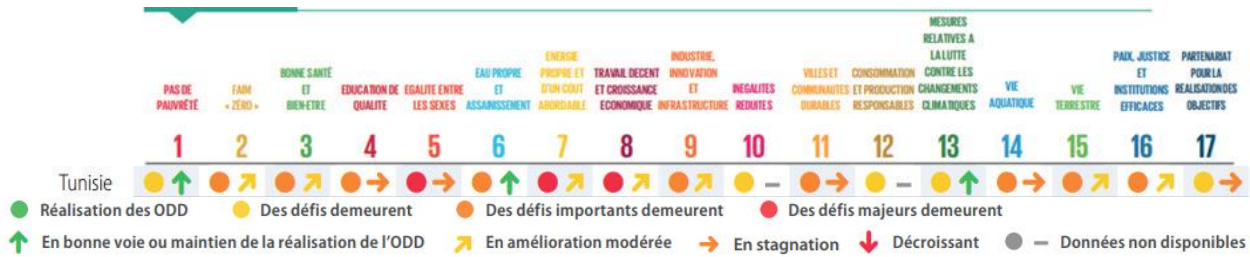 PAS DE
PAUVRÉTÉ
FAIM
« ZÉRO »
BONNE SANTÉ
ET
BIEN-ETRE
EDUCATION DE
QUALITE
EGALITE ENTRE
LES SEXES
EAU PROPRE
ET
ASSAINISSEMENT
ENERGIE
PROPRE ET
D'UN COUT
ABORDABLE
TRAVAIL DECENT
ET CROISSANCE
ECONOMIQUE
INDUSTRIE,
INNOVATION
ET
INFRASTRUCTURE
INEGALITES
REDUITES
VILLES ET
COMMUNAUTES
DURABLES
CONSOMMATION
ET PRODUCTION
RESPONSABLES
MESURES
RELATIVES A
LA LUTTE
CONTRE LES
CHANGEMENTS
CLIMATIQUES
VIE
AQUATIQUE
VIE
TERRESTRE
PAIX, JUSTICE
ET
INSTITUTIONS
EFFICACES
PARTENARIAT
POUR LA
REALISATION DES
OBJECTIFS
1 2 3 4 5 6 7 8 9 10 11 12 13 14 15 16 17
Tunisie
Réalisation des ODD Des défis demeurent Des défis importants demeurent Des défis majeurs demeurent
En bonne voie ou maintien de la réalisation de l'ODD En amélioration modérée En stagnation Décroissant Données non disponibles